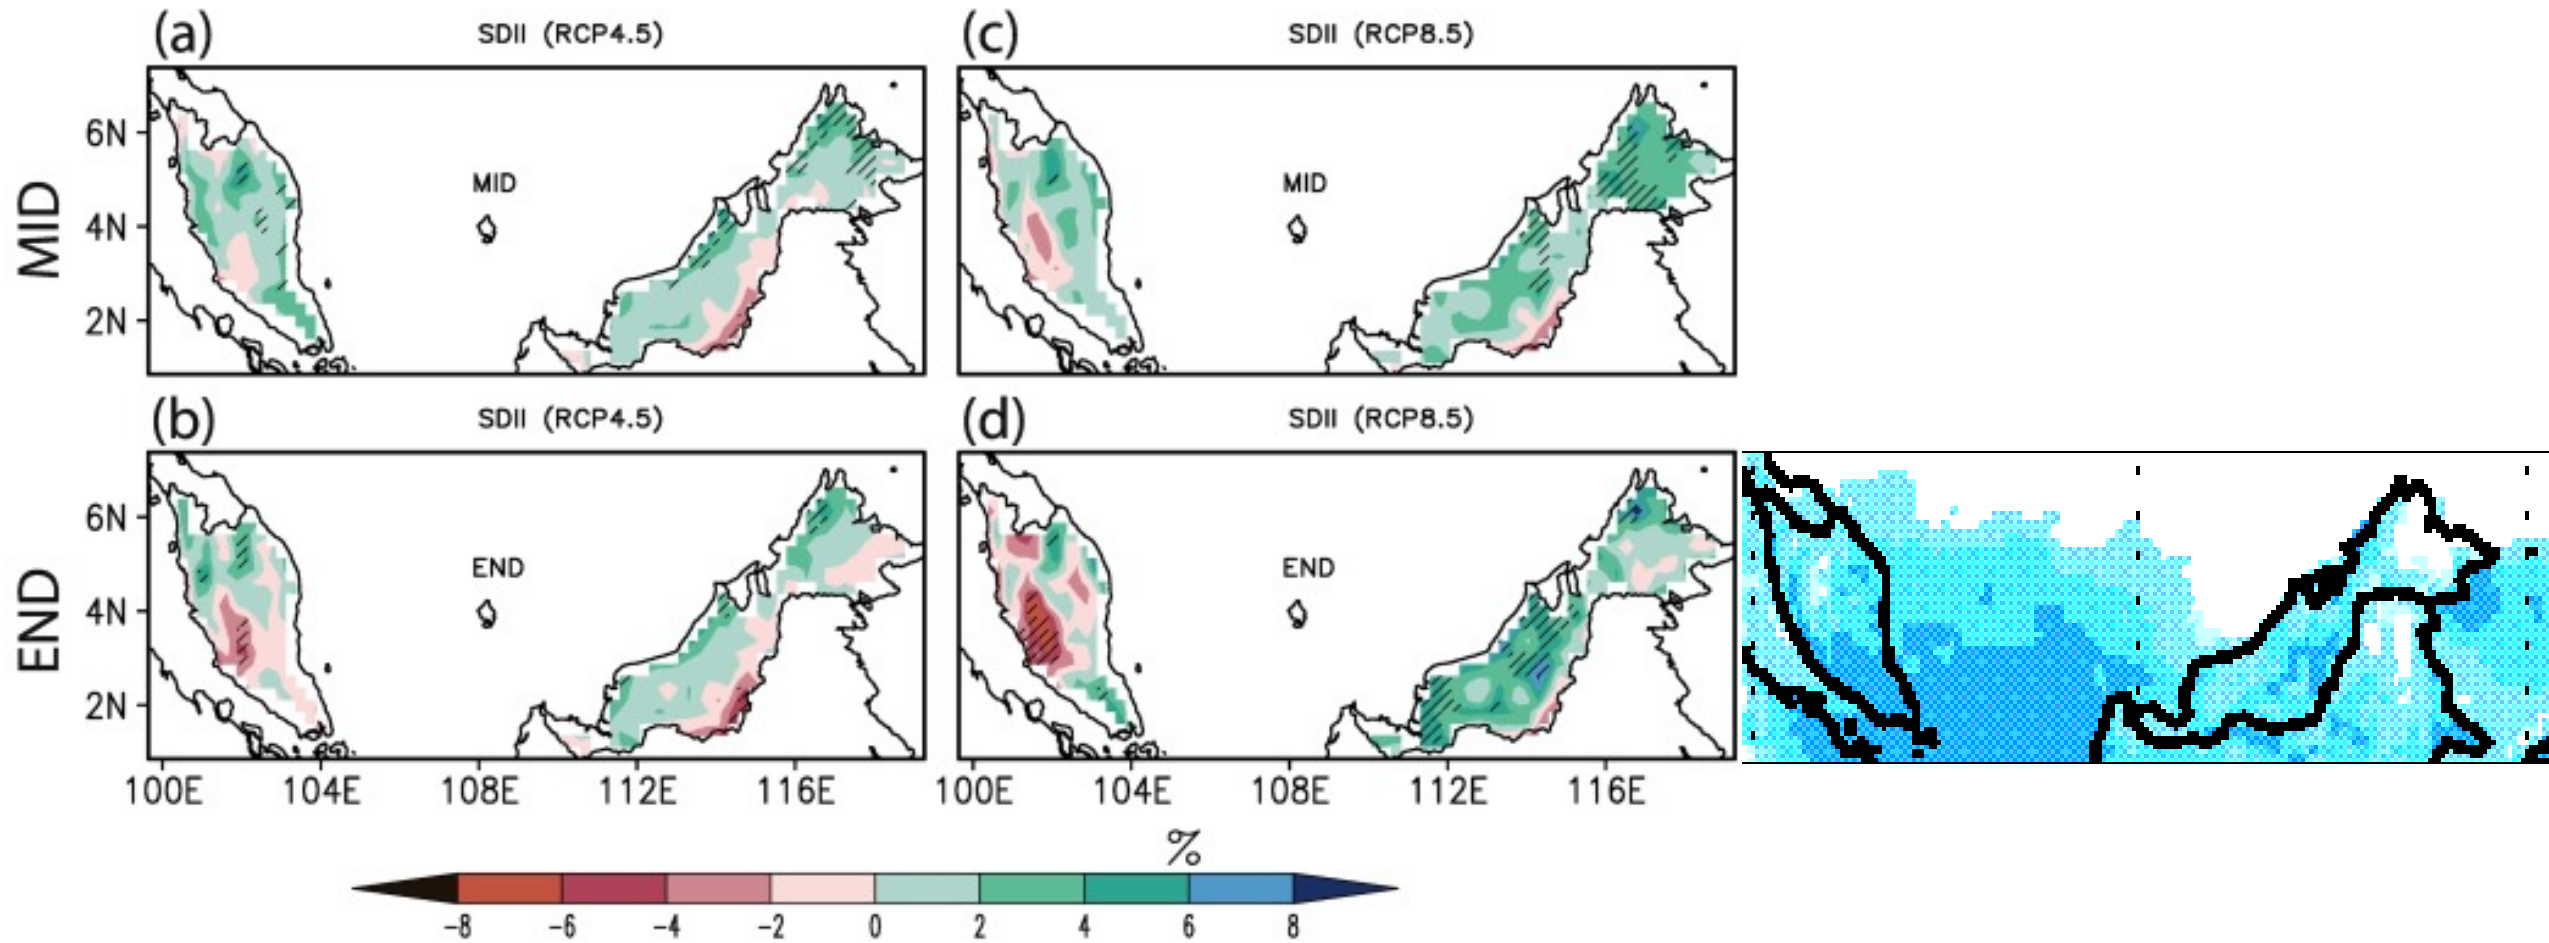 (a) SDII (RCP4.5)
(c) SDII (RCP8.5)
MID
6N
4N
2N
MID
MID
(b) SDII (RCP4.5)
(d) SDII (RCP8.5)
END
6N
4N
2N
END
END
100E 104E 108E 112E 116E
100E 104E 108E 112E 116E
%
-8 -6 -4 -2 0 2 4 6 8